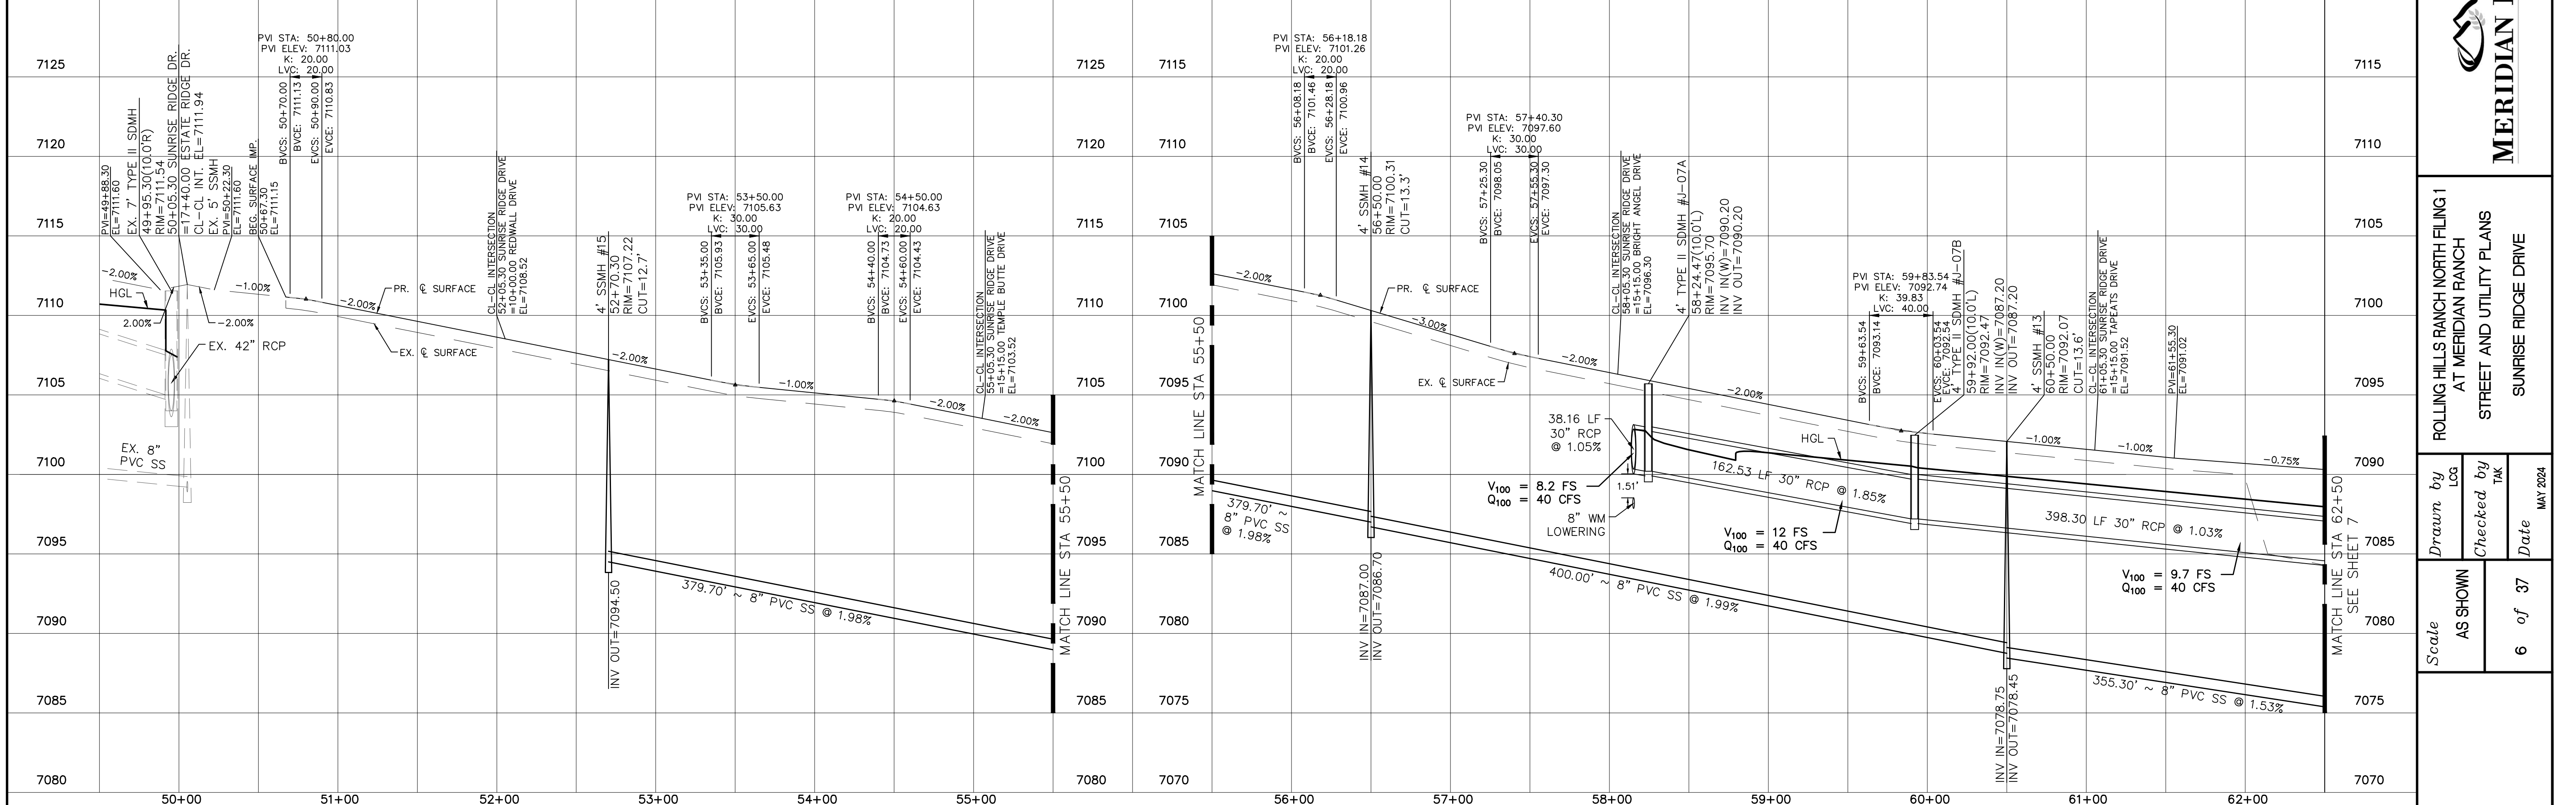 7125
7120
7115
7110
7105
7100
7095
7090
7085
7080
PVI=49+88.30
EL=7111.60
EX. 7' TYPE II SDMH
49+95.30(10.0'R)
RIM=7111.54
50+05.30 SUNRISE RIDGE DR.
=17+40.00 ESTATE RIDGE DR.
CL-CL INT. EL=7111.94
EX. 5' SSMH
PVI=50+22.30
EL=7111.60
BEG. SURFACE IMP.
50+67.30
EL=7111.15
PVI STA: 50+80.00
PVI ELEV: 7111.03
K: 20.00
LVC: 20.00
BVCS: 50+70.00
BVCE: 7111.13
EVCS: 50+90.00
EVCE: 7110.83
-2.00%
HGL
2.00%
-2.00%
-1.00%
-2.00%
EX. 42" RCP
EX. 8"
PVC SS
PR. ℄ SURFACE
EX. ℄ SURFACE
CL-CL INTERSECTION
52+05.30 SUNRISE RIDGE DRIVE
=10+00.00 REDWALL DRIVE
EL=7108.52
4' SSMH #15
52+70.30
RIM=7107.22
CUT=12.7'
INV OUT=7094.50
-2.00%
PVI STA: 53+50.00
PVI ELEV: 7105.63
K: 30.00
LVC: 30.00
BVCS: 53+35.00
BVCE: 7105.93
EVCS: 53+65.00
EVCE: 7105.48
-1.00%
PVI STA: 54+50.00
PVI ELEV: 7104.63
K: 20.00
LVC: 20.00
BVCS: 54+40.00
BVCE: 7104.73
EVCS: 54+60.00
EVCE: 7104.43
-2.00%
CL-CL INTERSECTION
55+05.30 SUNRISE RIDGE DRIVE
=15+15.00 TEMPLE BUTTE DRIVE
EL=7103.52
-2.00%
379.70' ~ 8" PVC SS @ 1.98%
MATCH LINE STA 55+50
7125
7120
7115
7110
7105
7100
7095
7090
7085
7080
50+00
51+00
52+00
53+00
54+00
55+00
7115
7110
7105
7100
7095
7090
7085
7080
7075
7070
MATCH LINE STA 55+50
-2.00%
379.70' ~
8" PVC SS
@ 1.98%
PVI STA: 56+18.18
PVI ELEV: 7101.26
K: 20.00
LVC: 20.00
BVCS: 56+08.18
BVCE: 7101.46
EVCS: 56+28.18
EVCE: 7100.96
4' SSMH #14
56+50.00
RIM=7100.31
CUT=13.3'
INV IN=7087.00
INV OUT=7086.70
PR. ℄ SURFACE
-3.00%
EX. ℄ SURFACE
PVI STA: 57+40.30
PVI ELEV: 7097.60
K: 30.00
LVC: 30.00
BVCS: 57+25.30
BVCE: 7098.05
EVCS: 57+55.30
EVCE: 7097.30
-2.00%
CL-CL INTERSECTION
58+05.30 SUNRISE RIDGE DRIVE
=15+15.00 BRIGHT ANGEL DRIVE
EL=7096.30
4' TYPE II SDMH #J-07A
58+24.47(10.0'L)
RIM=7095.70
INV IN(W)=7090.20
INV OUT=7090.20
38.16 LF
30" RCP
@ 1.05%
V100 = 8.2 FS
Q100 = 40 CFS
1.51'
8" WM
LOWERING
-2.00%
HGL
162.53 LF 30" RCP @ 1.85%
V100 = 12 FS
Q100 = 40 CFS
400.00' ~ 8" PVC SS @ 1.99%
PVI STA: 59+83.54
PVI ELEV: 7092.74
K: 39.83
LVC: 40.00
BVCS: 59+63.54
BVCE: 7093.14
EVCS: 60+03.54
EVCE: 7092.54
4' TYPE II SDMH #J-07B
59+92.00(10.0'L)
RIM=7092.47
INV IN(W)=7087.20
INV OUT=7087.20
4' SSMH #13
60+50.00
RIM=7092.07
CUT=13.6'
INV IN=7078.75
INV OUT=7078.45
CL-CL INTERSECTION
61+05.30 SUNRISE RIDGE DRIVE
=15+15.00 TAPEATS DRIVE
EL=7091.52
PVI=61+55.30
EL=7091.02
-1.00%
-1.00%
-0.75%
398.30 LF 30" RCP @ 1.03%
V100 = 9.7 FS
Q100 = 40 CFS
355.30' ~ 8" PVC SS @ 1.53%
MATCH LINE STA 62+50
SEE SHEET 7
7115
7110
7105
7100
7095
7090
7085
7080
7075
7070
56+00
57+00
58+00
59+00
60+00
61+00
62+00
MERIDIAN
ROLLING HILLS RANCH NORTH FILING 1
AT MERIDIAN RANCH
STREET AND UTILITY PLANS
SUNRISE RIDGE DRIVE
Drawn by
LCG
Checked by
TAK
Date
MAY 2024
Scale
AS SHOWN
6 of 37